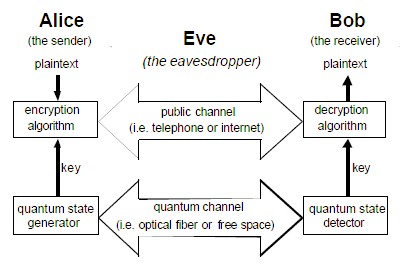 Alice
(the sender)
plaintext
encryption
algorithm
key
quantum state
generator
Eve
(the eavesdropper)
public channel
(i.e. telephone or internet)
quantum channel
(i.e. optical fiber or free space)
Bob
(the receiver)
plaintext
decryption
algorithm
key
quantum state
detector